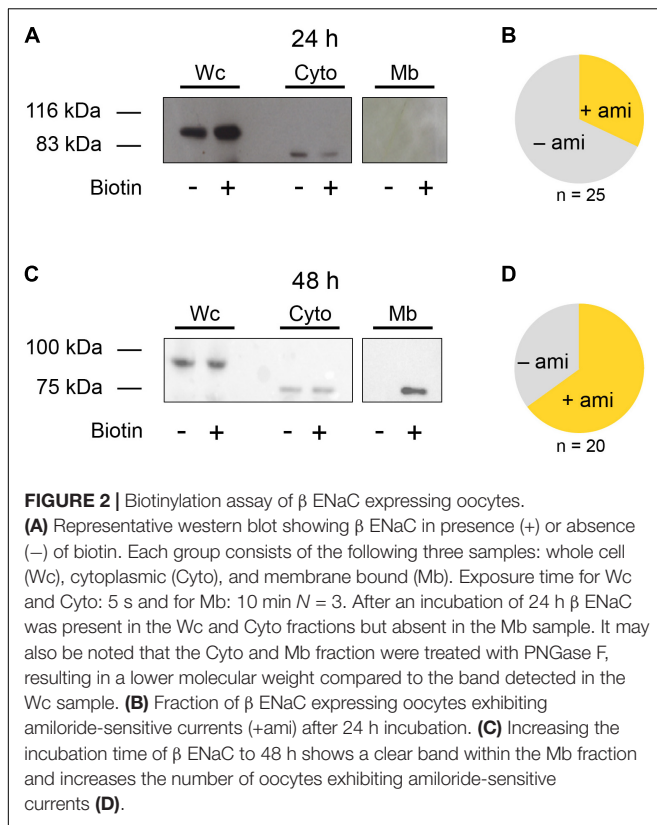 A
24 h
B
Wc Cyto Mb
116 kDa
83 kDa
+ ami
– ami
Biotin - + - + - +
n = 25
C
48 h
D
Wc Cyto Mb
100 kDa
75 kDa
– ami
+ ami
Biotin - + - + - +
n = 20
FIGURE 2 | Biotinylation assay of β ENaC expressing oocytes.
(A) Representative western blot showing β ENaC in presence (+) or absence
(−) of biotin. Each group consists of the following three samples: whole cell
(Wc), cytoplasmic (Cyto), and membrane bound (Mb). Exposure time for Wc
and Cyto: 5 s and for Mb: 10 min N = 3. After an incubation of 24 h β ENaC
was present in the Wc and Cyto fractions but absent in the Mb sample. It may
also be noted that the Cyto and Mb fraction were treated with PNGase F,
resulting in a lower molecular weight compared to the band detected in the
Wc sample. (B) Fraction of β ENaC expressing oocytes exhibiting
amiloride-sensitive currents (+ami) after 24 h incubation. (C) Increasing the
incubation time of β ENaC to 48 h shows a clear band within the Mb fraction
and increases the number of oocytes exhibiting amiloride-sensitive
currents (D).